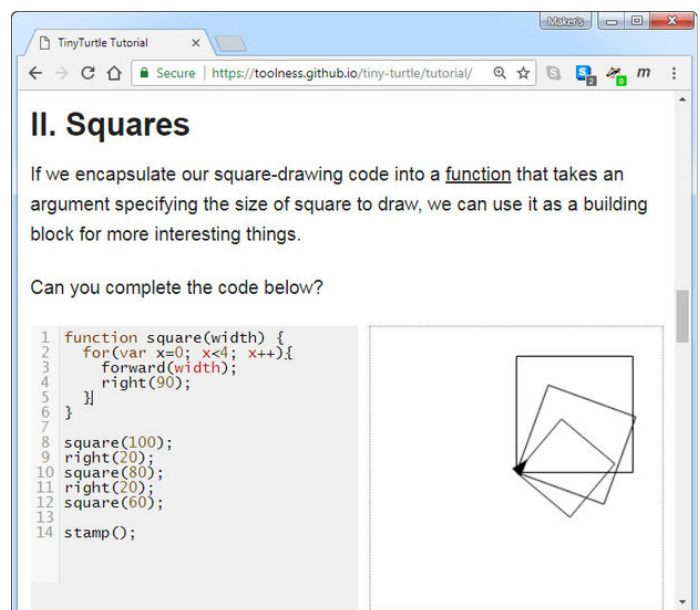 Maker's
TinyTurtle Tutorial
Secure | https://toolness.github.io/tiny-turtle/tutorial/
2
0
m
II. Squares
If we encapsulate our square-drawing code into a function that takes an
argument specifying the size of square to draw, we can use it as a building
block for more interesting things.
Can you complete the code below?
1 function square(width) {
2 for(var x=0; x<4; x++){
3 forward(width);
4 right(90);
5 }
6 }
7
8 square(100);
9 right(20);
10 square(80);
11 right(20);
12 square(60);
13
14 stamp();